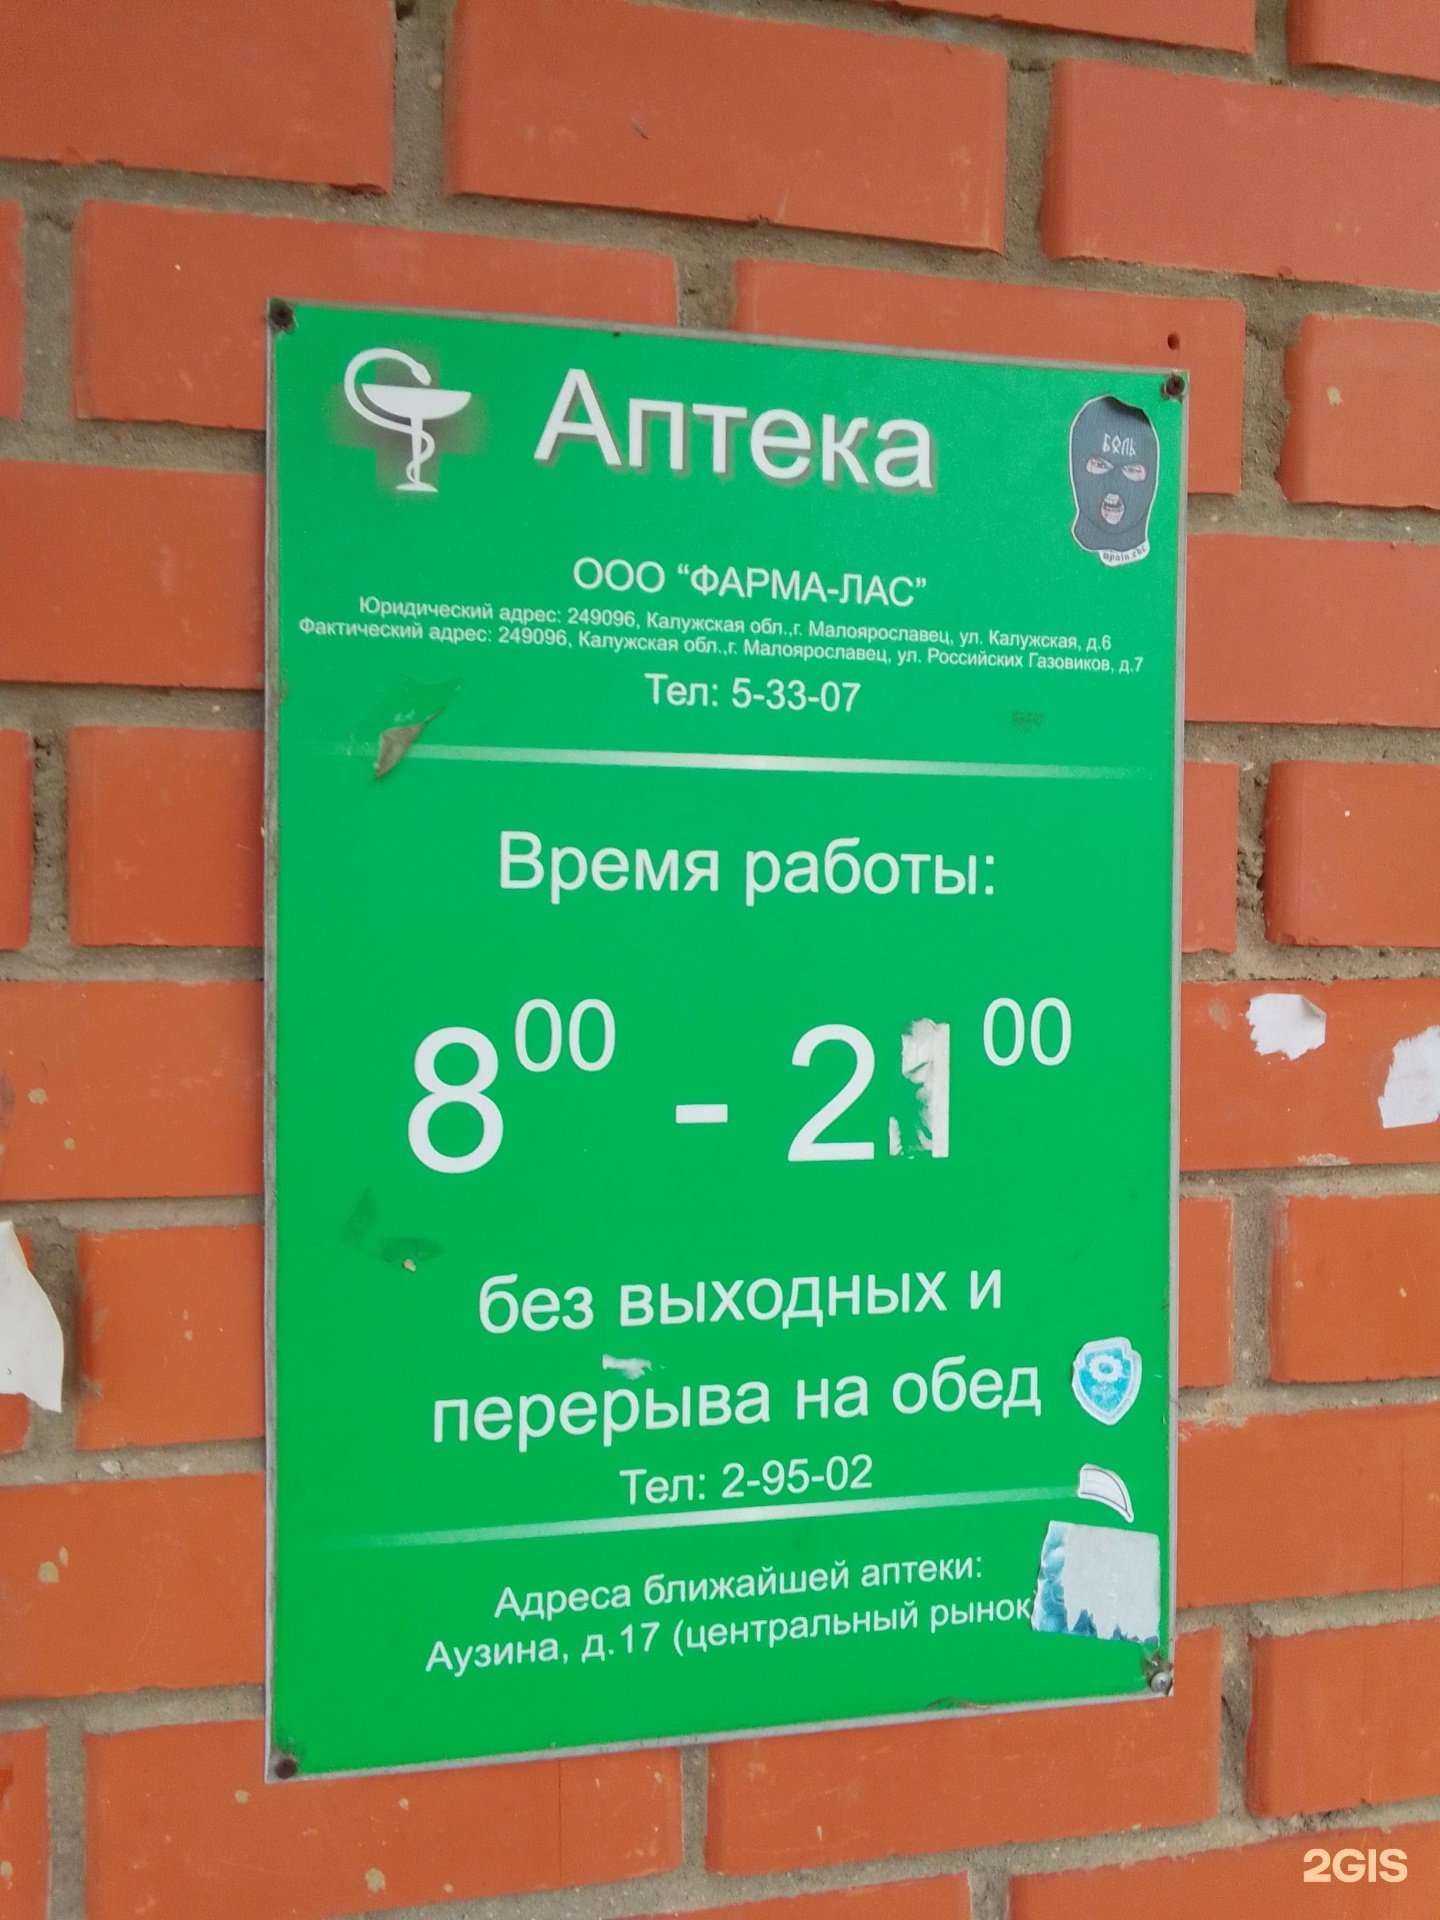 Аптека
БОЛЬ
ООО “ФАРМА-ЛАС”
Юридический адрес: 249096, Калужская обл.,г. Малоярославец, ул. Калужская, д.6
Фактический адрес: 249096, Калужская обл.,г. Малоярославец, ул. Российских Газовиков, д.7
Тел: 5-33-07
Время работы:
8 00 - 21 00
без выходных и
перерыва на обед
Тел: 2-95-02
Адреса ближайшей аптеки:
Аузина, д.17 (центральный рынок
2GIS